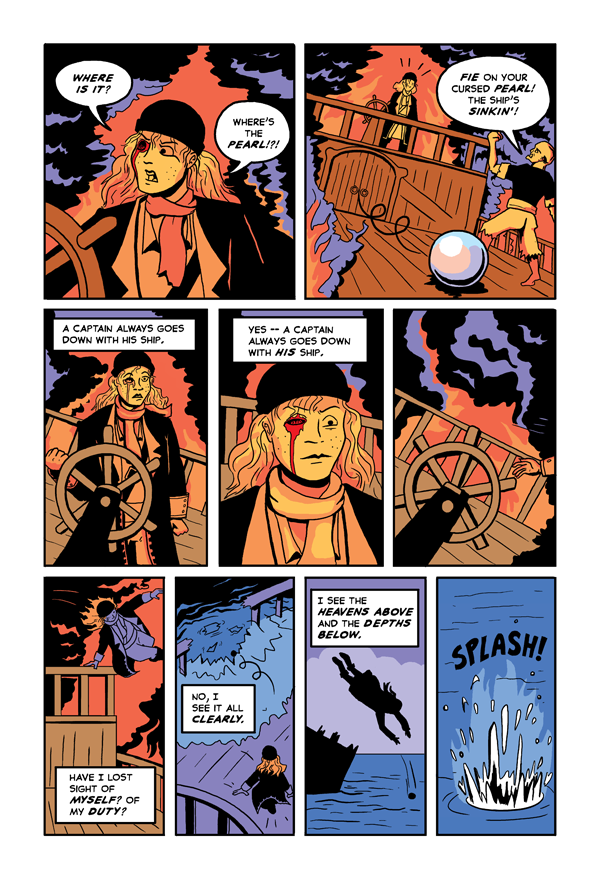 WHERE
IS IT?
WHERE'S
THE
PEARL!?!
FIE ON YOUR
CURSED PEARL!
THE SHIP'S
SINKIN'!
A CAPTAIN ALWAYS GOES
DOWN WITH HIS SHIP.
YES -- A CAPTAIN
ALWAYS GOES DOWN
WITH HIS SHIP.
HAVE I LOST
SIGHT OF
MYSELF? OF
MY DUTY?
NO, I
SEE IT ALL
CLEARLY.
I SEE THE
HEAVENS ABOVE
AND THE DEPTHS
BELOW.
SPLASH!